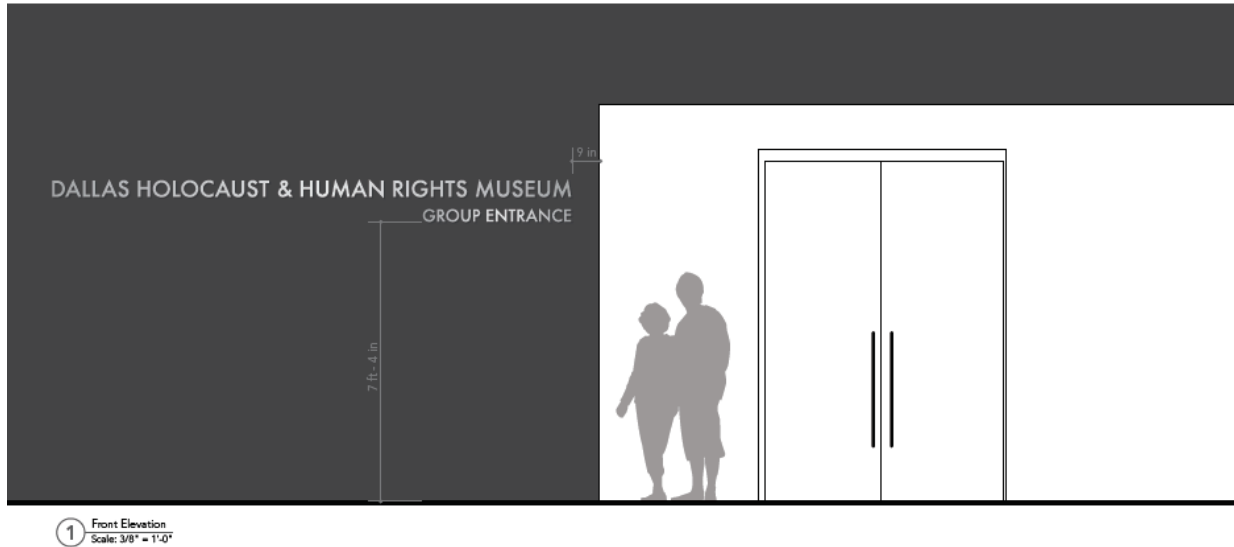 9 in
DALLAS HOLOCAUST & HUMAN RIGHTS MUSEUM
GROUP ENTRANCE
7 ft - 4 in
1
Front Elevation
Scale: 3/8" = 1'-0"